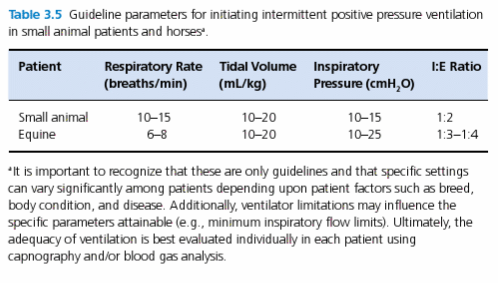 Table 3.5 Guideline parameters for initiating intermittent positive pressure ventilation
in small animal patients and horsesᵃ.
Patient Respiratory Rate (breaths/min) Tidal Volume (mL/kg) Inspiratory Pressure (cmH₂O) I:E Ratio
Small animal 10–15 10–20 10–15 1:2
Equine 6–8 10–20 10–25 1:3–1:4
ᵃIt is important to recognize that these are only guidelines and that specific settings
can vary significantly among patients depending upon patient factors such as breed,
body condition, and disease. Additionally, ventilator limitations may influence the
specific parameters attainable (e.g., minimum inspiratory flow limits). Ultimately, the
adequacy of ventilation is best evaluated individually in each patient using
capnography and/or blood gas analysis.